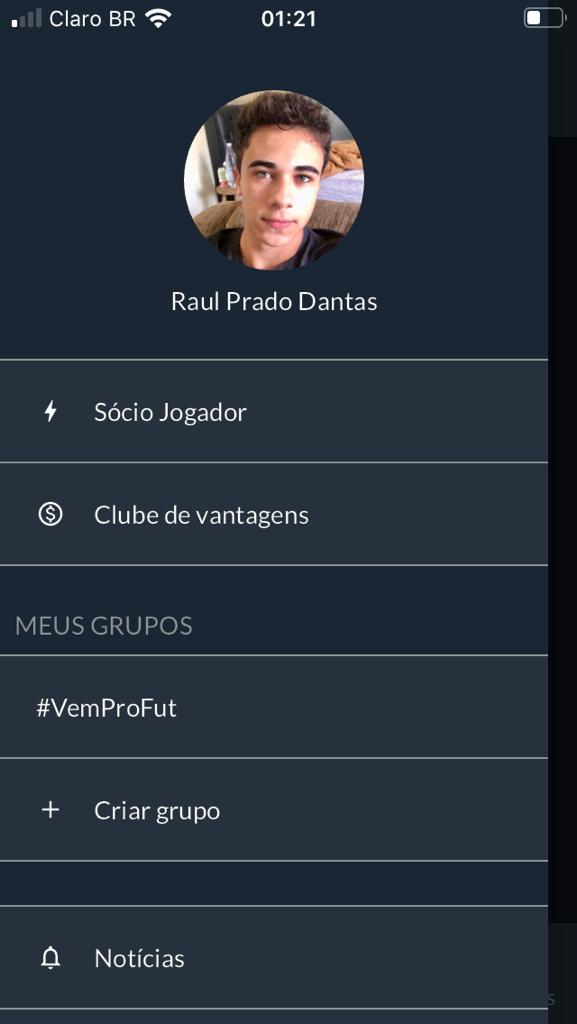 Claro BR
01:21
Raul Prado Dantas
Sócio Jogador
Clube de vantagens
MEUS GRUPOS
#VemProFut
Criar grupo
Notícias